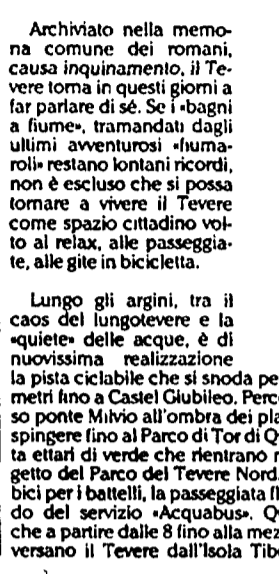 Archiviato nella memo-
na comune dei romani,
causa inquinamento, il Te-
vere torna in questi giorni a
far parlare di sé. Se i «bagni
a fiume», tramandati dagli
ultimi avventurosi «fiuma-
roli» restano lontani ricordi,
non è escluso che si possa
tornare a vivere il Tevere
come spazio cittadino vol-
to al relax, alle passeggia-
te, alle gite in bicicletta.
Lungo gli argini, tra il
caos del lungotevere e la
«quiete» delle acque, è di
nuovissima realizzazione
la pista ciclabile che si snoda pe
metri fino a Castel Giubileo. Perc
so ponte Milvio all'ombra dei pla
spingere fino al Parco di Tor di Q
ta ettari di verde che rientrano n
getto del Parco del Tevere Nord.
bici per i battelli, la passeggiata fl
do del servizio «Acquabus». Q
che a partire dalle 8 fino alla mez
versano il Tevere dall'Isola Tib